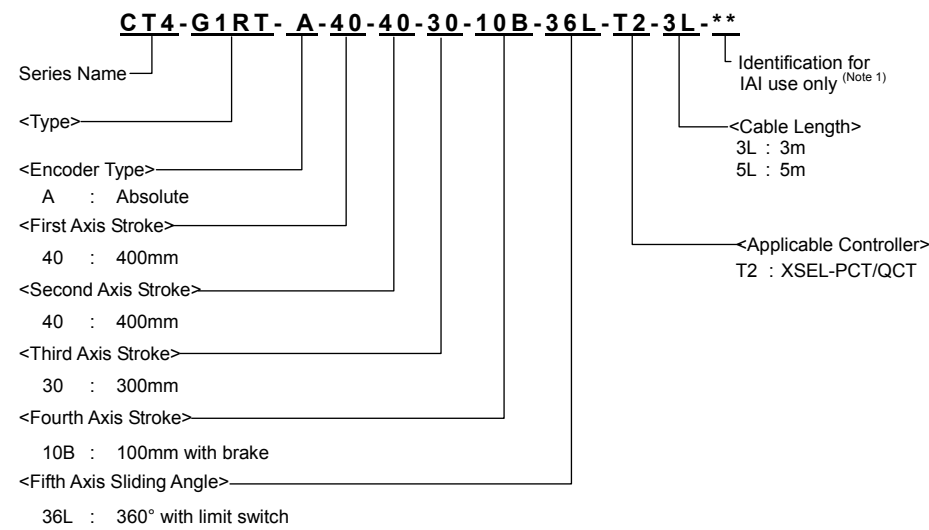 CT4-G1RT-A-40-40-30-10B-36L-T2-3L-**
Series Name
<Type>
<Encoder Type>
A : Absolute
<First Axis Stroke>
40 : 400mm
<Second Axis Stroke>
40 : 400mm
<Third Axis Stroke>
30 : 300mm
<Fourth Axis Stroke>
10B : 100mm with brake
<Fifth Axis Sliding Angle>
36L : 360° with limit switch
Identification for
IAI use only (Note 1)
<Cable Length>
3L : 3m
5L : 5m
<Applicable Controller>
T2 : XSEL-PCT/QCT